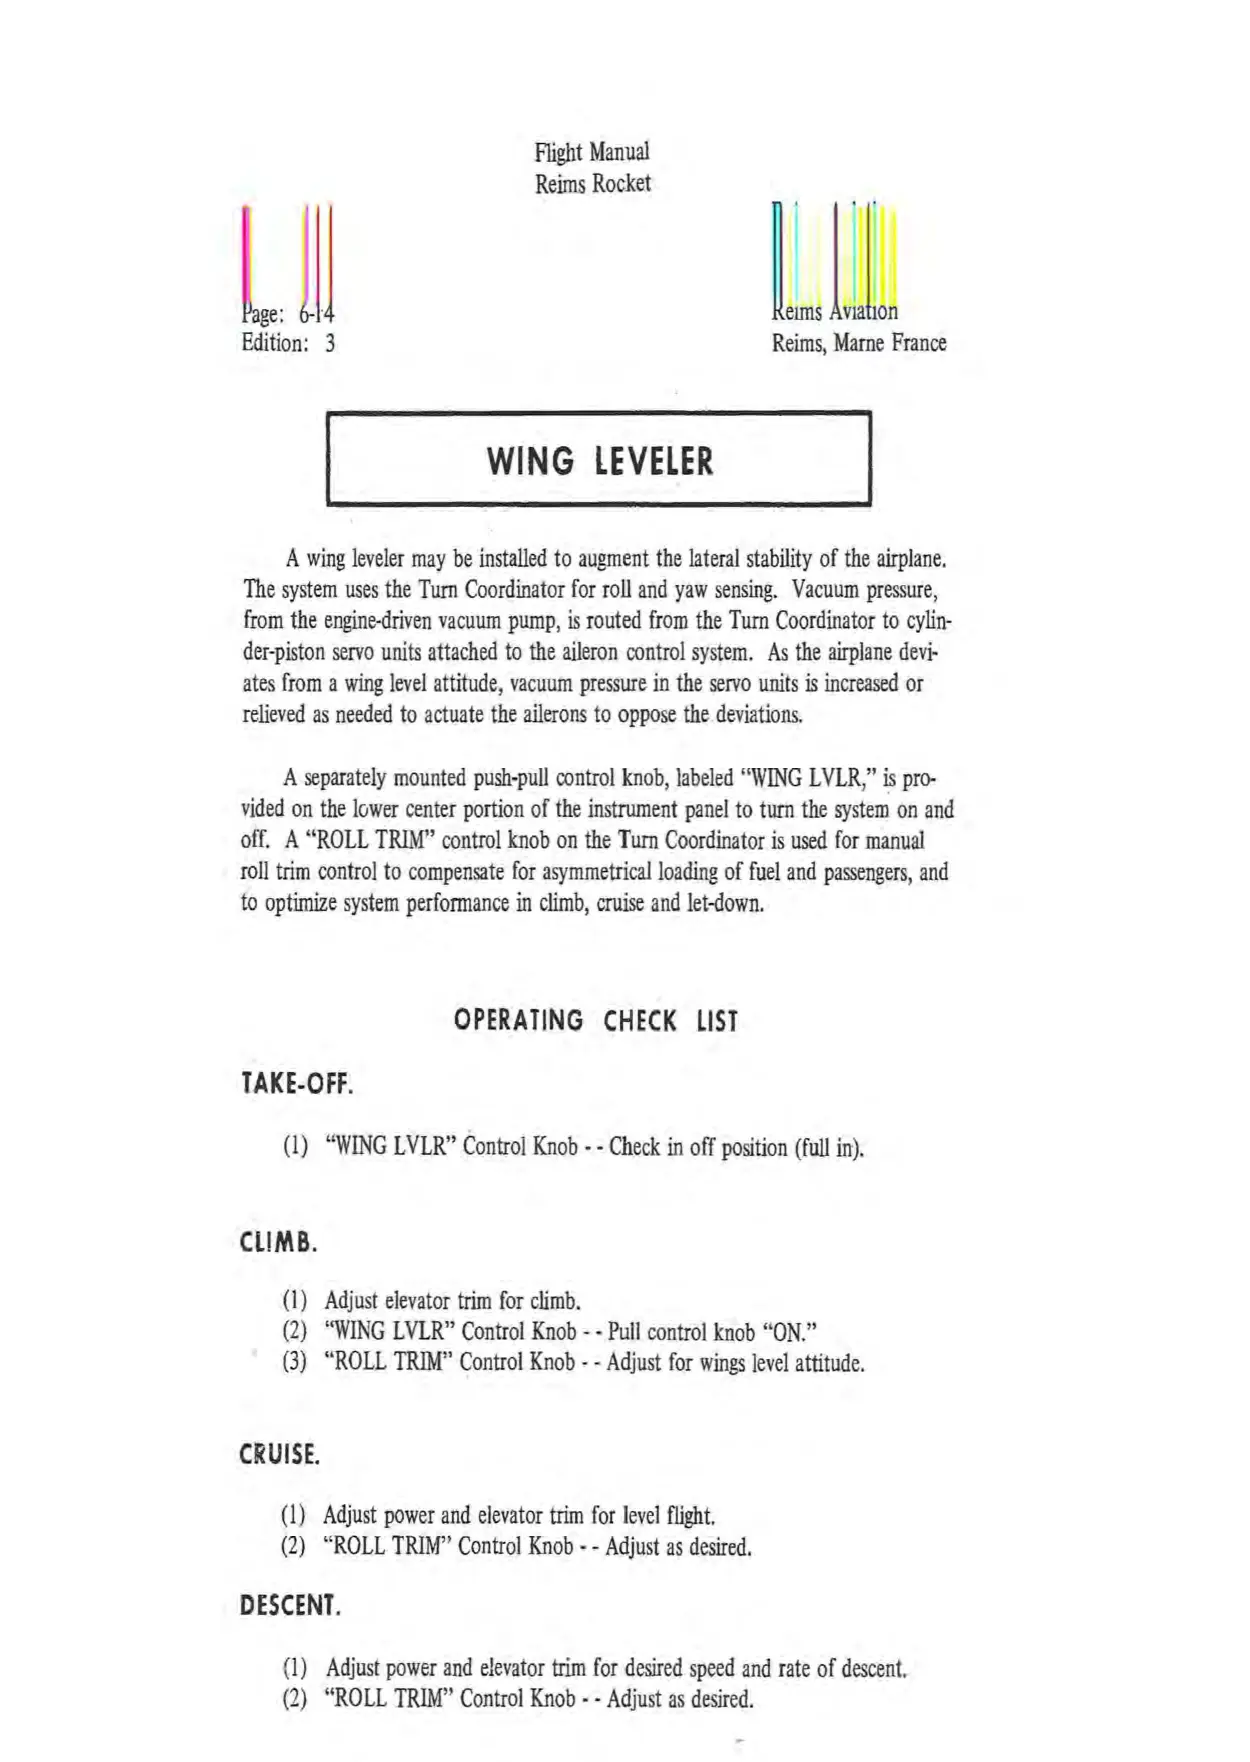 Flight Manual
Reims Rocket
Page: 6-14
Edition: 3
Reims Aviation
Reims, Marne France
WING LEVELER
A wing leveler may be installed to augment the lateral stability of the airplane.
The system uses the Turn Coordinator for roll and yaw sensing. Vacuum pressure,
from the engine-driven vacuum pump, is routed from the Turn Coordinator to cylin-
der-piston servo units attached to the aileron control system. As the airplane devi-
ates from a wing level attitude, vacuum pressure in the servo units is increased or
relieved as needed to actuate the ailerons to oppose the deviations.
A separately mounted push-pull control knob, labeled “WING LVLR,” is pro-
vided on the lower center portion of the instrument panel to turn the system on and
off. A “ROLL TRIM” control knob on the Turn Coordinator is used for manual
roll trim control to compensate for asymmetrical loading of fuel and passengers, and
to optimize system performance in climb, cruise and let-down.
OPERATING CHECK LIST
TAKE-OFF.
(1) “WING LVLR” Control Knob - - Check in off position (full in).
CLIMB.
(1) Adjust elevator trim for climb.
(2) “WING LVLR” Control Knob - - Pull control knob “ON.”
(3) “ROLL TRIM” Control Knob - - Adjust for wings level attitude.
CRUISE.
(1) Adjust power and elevator trim for level flight.
(2) “ROLL TRIM” Control Knob - - Adjust as desired.
DESCENT.
(1) Adjust power and elevator trim for desired speed and rate of descent.
(2) “ROLL TRIM” Control Knob - - Adjust as desired.